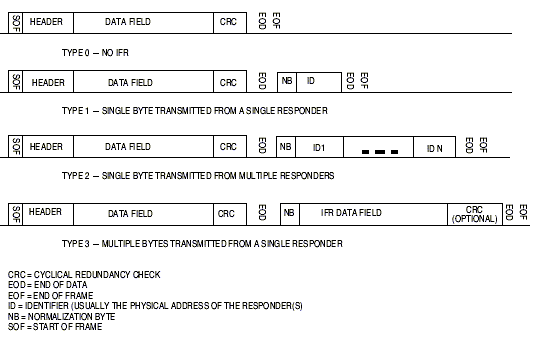 SOF HEADER DATA FIELD CRC EOD EOF
TYPE 0 — NO IFR
SOF HEADER DATA FIELD CRC EOD NB ID EOD EOF
TYPE 1 — SINGLE BYTE TRANSMITTED FROM A SINGLE RESPONDER
SOF HEADER DATA FIELD CRC EOD NB ID1 ID N EOD EOF
TYPE 2 — SINGLE BYTE TRANSMITTED FROM MULTIPLE RESPONDERS
SOF HEADER DATA FIELD CRC EOD NB IFR DATA FIELD CRC (OPTIONAL) EOD EOF
TYPE 3 — MULTIPLE BYTES TRANSMITTED FROM A SINGLE RESPONDER
CRC = CYCLICAL REDUNDANCY CHECK
EOD = END OF DATA
EOF = END OF FRAME
ID = IDENTIFIER (USUALLY THE PHYSICAL ADDRESS OF THE RESPONDER(S)
NB = NORMALIZATION BYTE
SOF = START OF FRAME